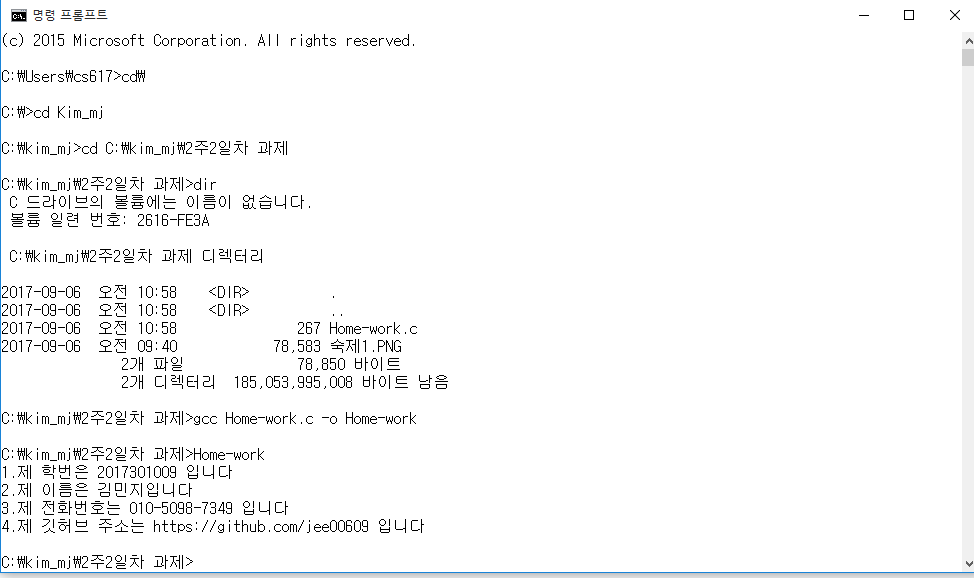 명령 프롬프트
(c) 2015 Microsoft Corporation. All rights reserved.
C:₩Users₩cs617>cd₩
C:₩>cd Kim_mj
C:₩kim_mj>cd C:₩kim_mj₩2주2일차 과제
C:₩kim_mj₩2주2일차 과제>dir
C 드라이브의 볼륨에는 이름이 없습니다.
볼륨 일련 번호: 2616-FE3A
C:₩kim_mj₩2주2일차 과제 디렉터리
2017-09-06  오전 10:58    <DIR>          .
2017-09-06  오전 10:58    <DIR>          ..
2017-09-06  오전 10:58               267 Home-work.c
2017-09-06  오전 09:40            78,583 숙제1.PNG
2개 파일              78,850 바이트
2개 디렉터리  185,053,995,008 바이트 남음
C:₩kim_mj₩2주2일차 과제>gcc Home-work.c -o Home-work
C:₩kim_mj₩2주2일차 과제>Home-work
1.제 학번은 2017301009 입니다
2.제 이름은 김민지입니다
3.제 전화번호는 010-5098-7349 입니다
4.제 깃허브 주소는 https://github.com/jee00609 입니다
C:₩kim_mj₩2주2일차 과제>